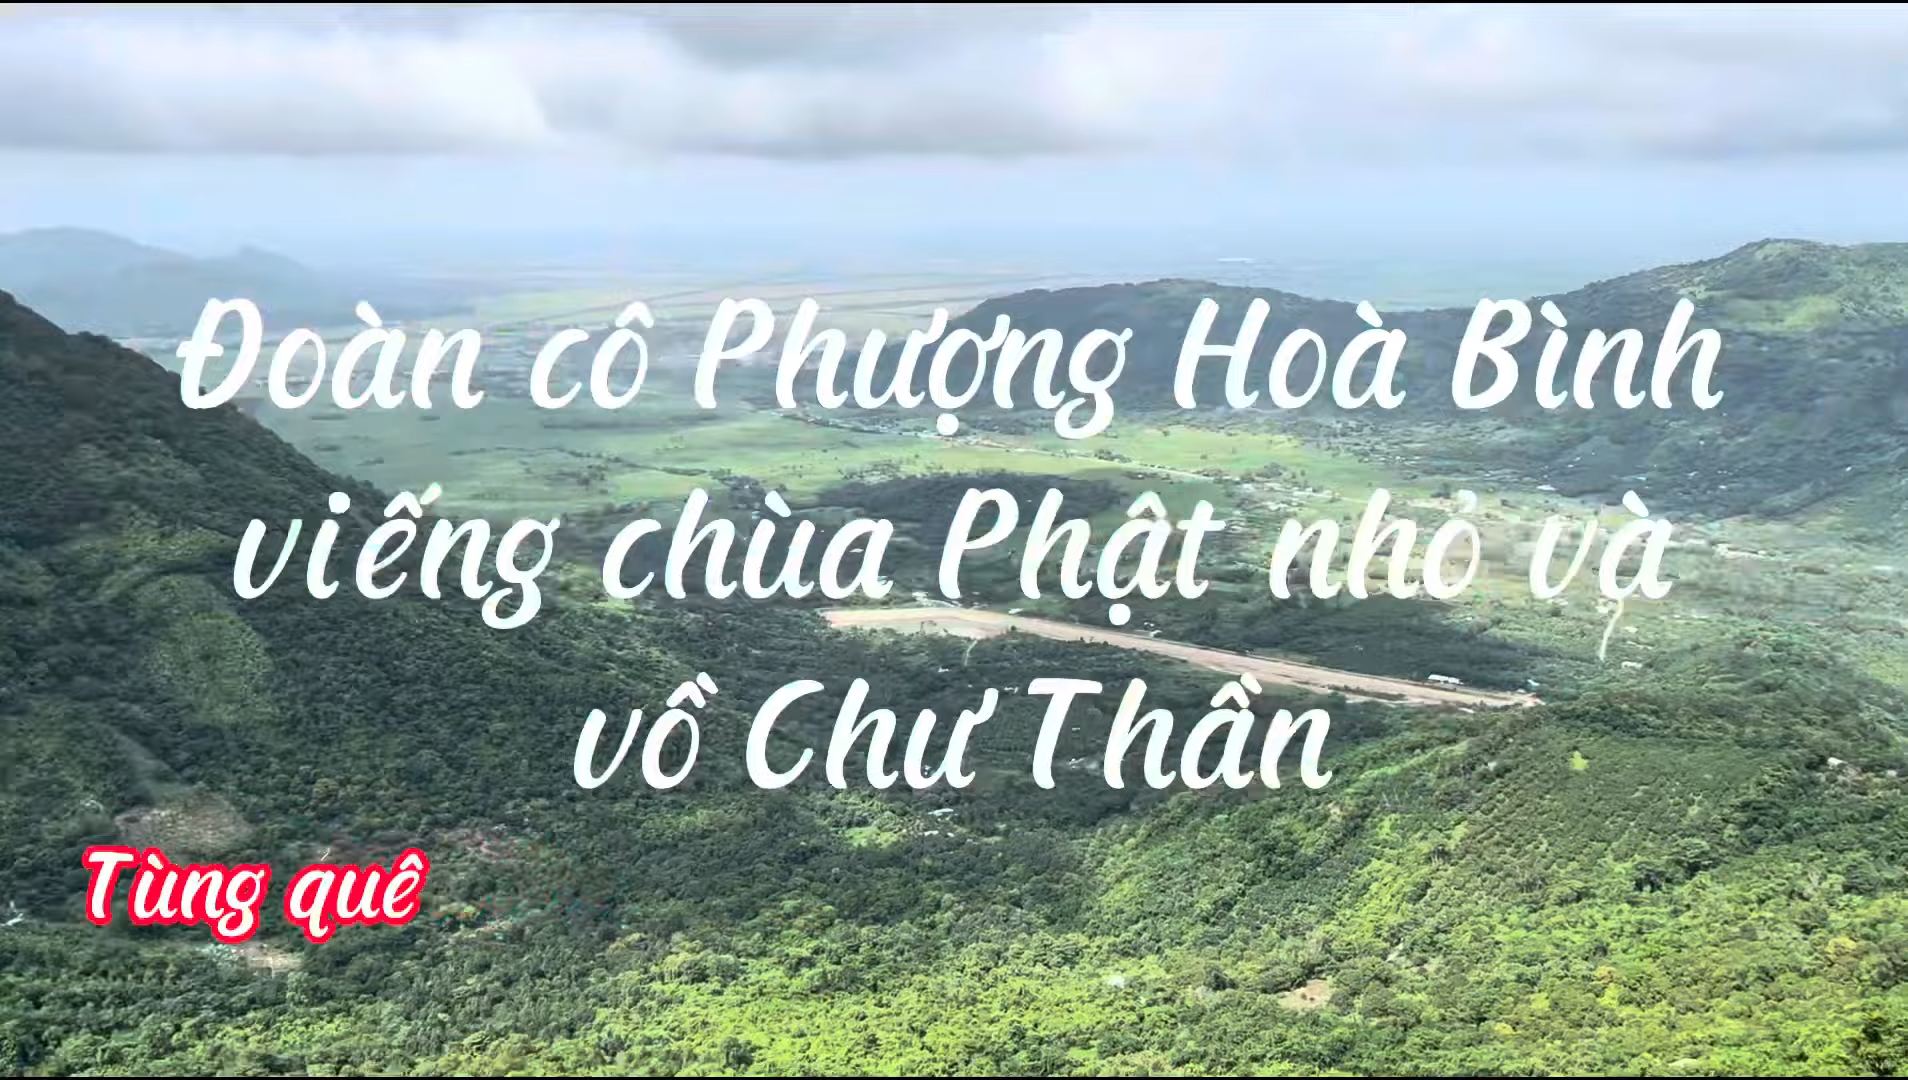 Đoàn cô Phượng Hoà Bình
viếng chùa Phật nhỏ và
vồ Chư Thần
Tùng quê